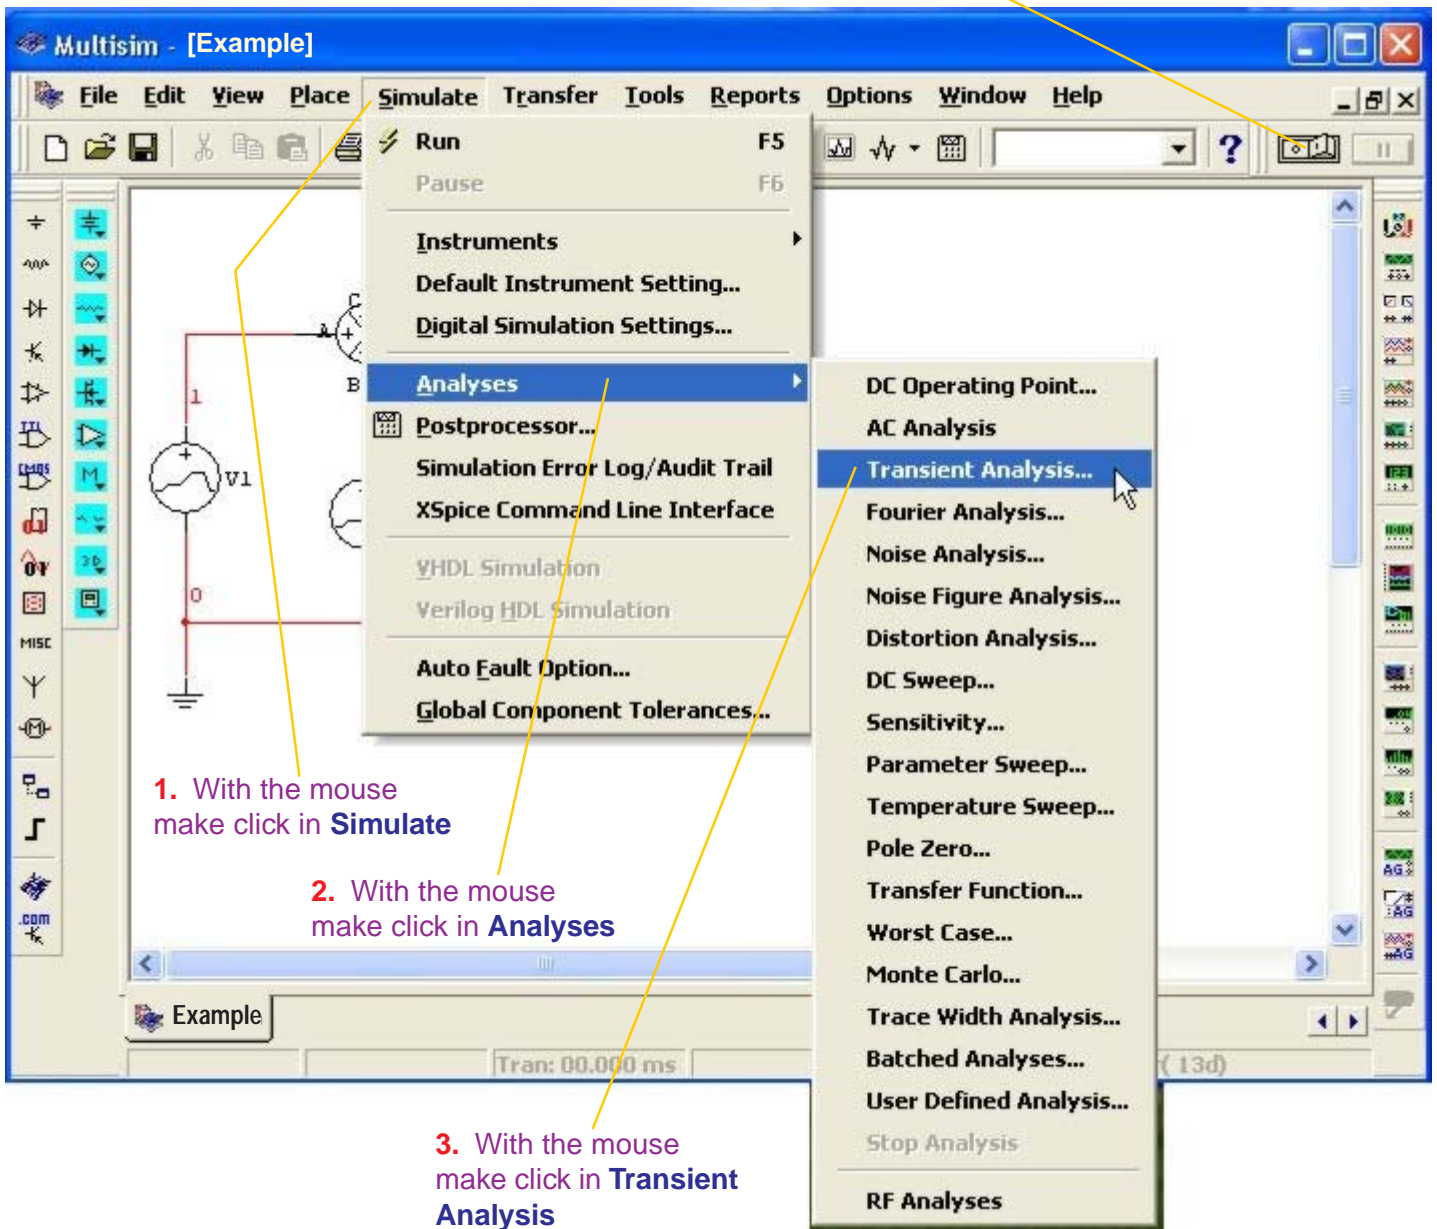 Multisim - [Example]
File Edit View Place Simulate Transfer Tools Reports Options Window Help
Run F5
Pause F6
Instruments
Default Instrument Setting...
Digital Simulation Settings...
Analyses
Postprocessor...
Simulation Error Log/Audit Trail
XSpice Command Line Interface
VHDL Simulation
Verilog HDL Simulation
Auto Fault Option...
Global Component Tolerances...
DC Operating Point...
AC Analysis
Transient Analysis...
Fourier Analysis...
Noise Analysis...
Noise Figure Analysis...
Distortion Analysis...
DC Sweep...
Sensitivity...
Parameter Sweep...
Temperature Sweep...
Pole Zero...
Transfer Function...
Worst Case...
Monte Carlo...
Trace Width Analysis...
Batched Analyses...
User Defined Analysis...
Stop Analysis
RF Analyses
TTL
CMOS
MISC
M
.com
M
3D
A
C
B
1
V1
0
AG
AG
AG
1. With the mouse
make click in Simulate
2. With the mouse
make click in Analyses
3. With the mouse
make click in Transient
Analysis
Example
Tran: 00.000 ms
( 13d)